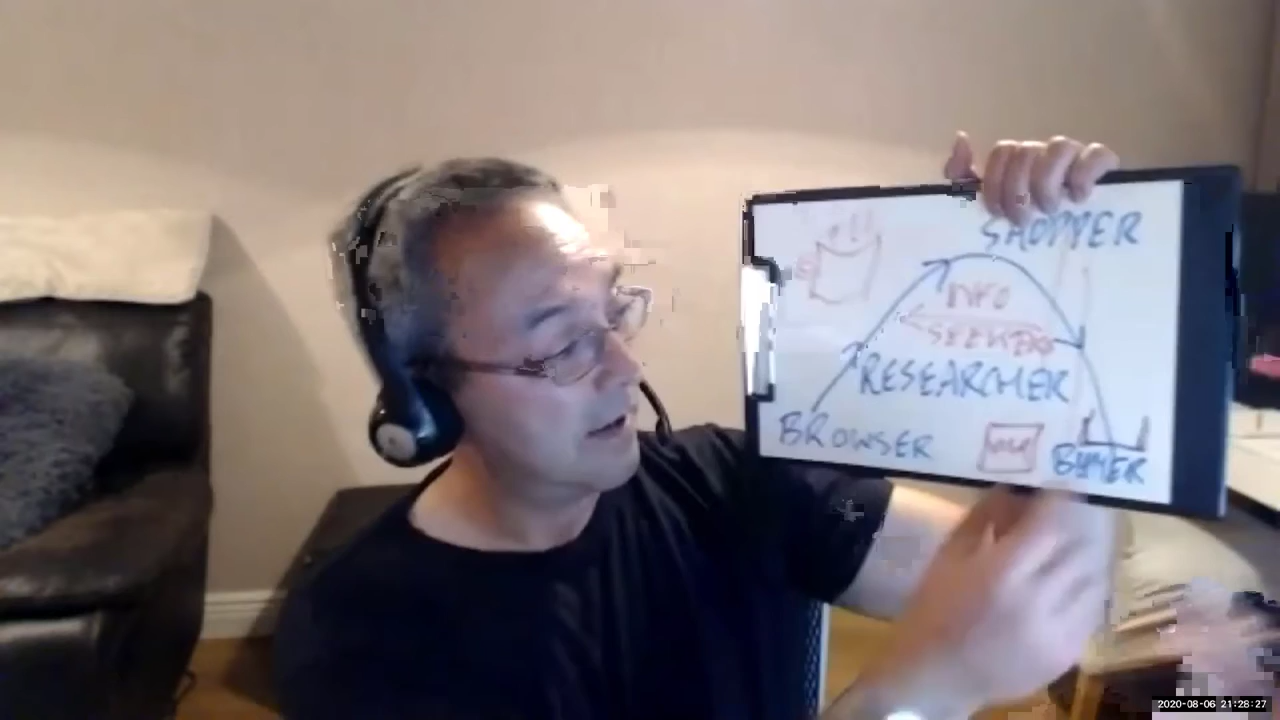 SHOPPER
INFO
SEEKER
RESEARCHER
BROWSER
BUYER
2020-08-06 21:28:27